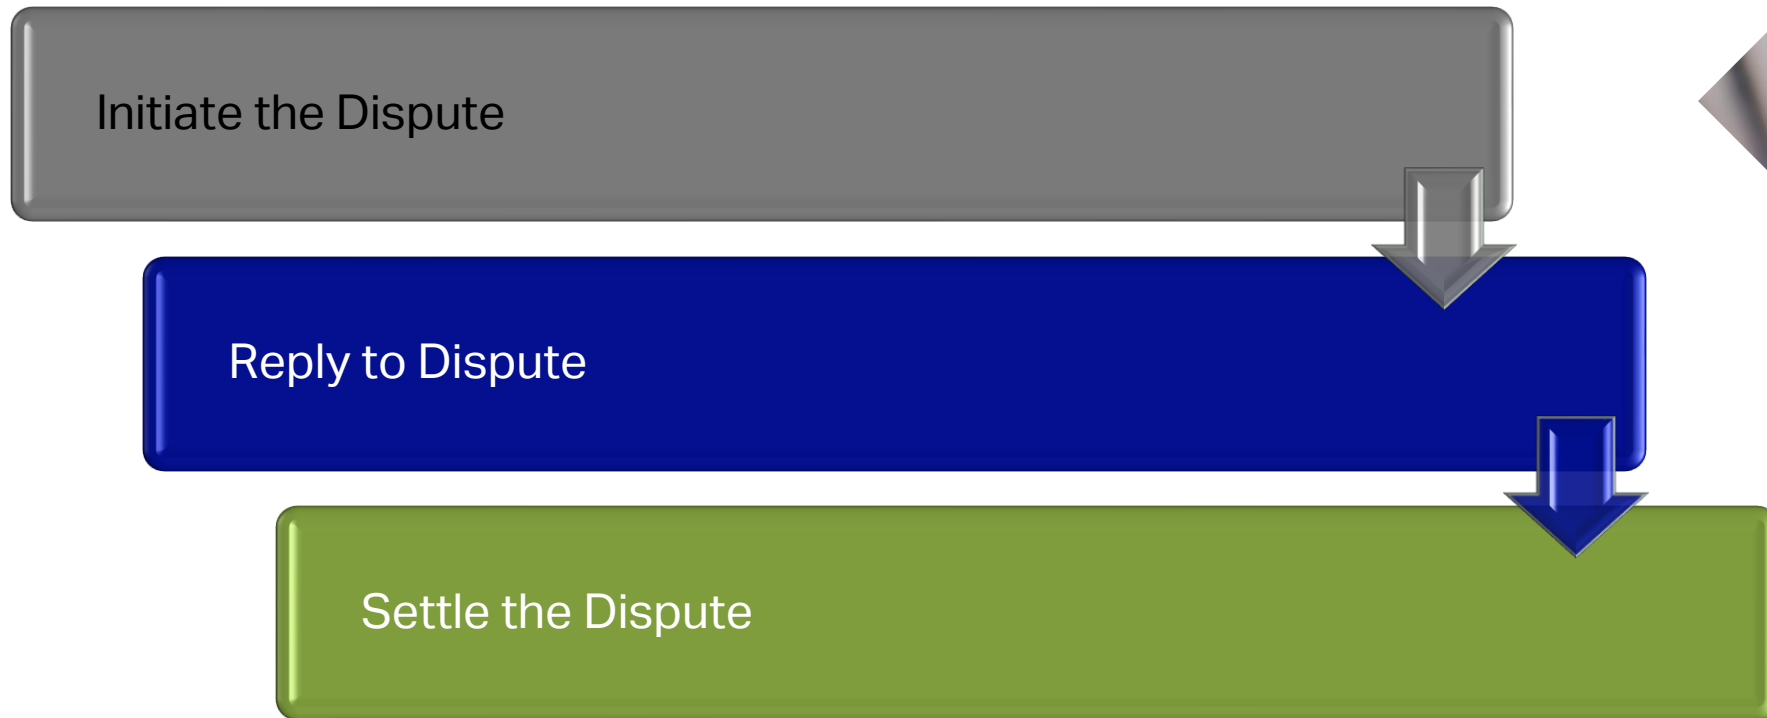 Initiate the Dispute
Reply to Dispute
Settle the Dispute